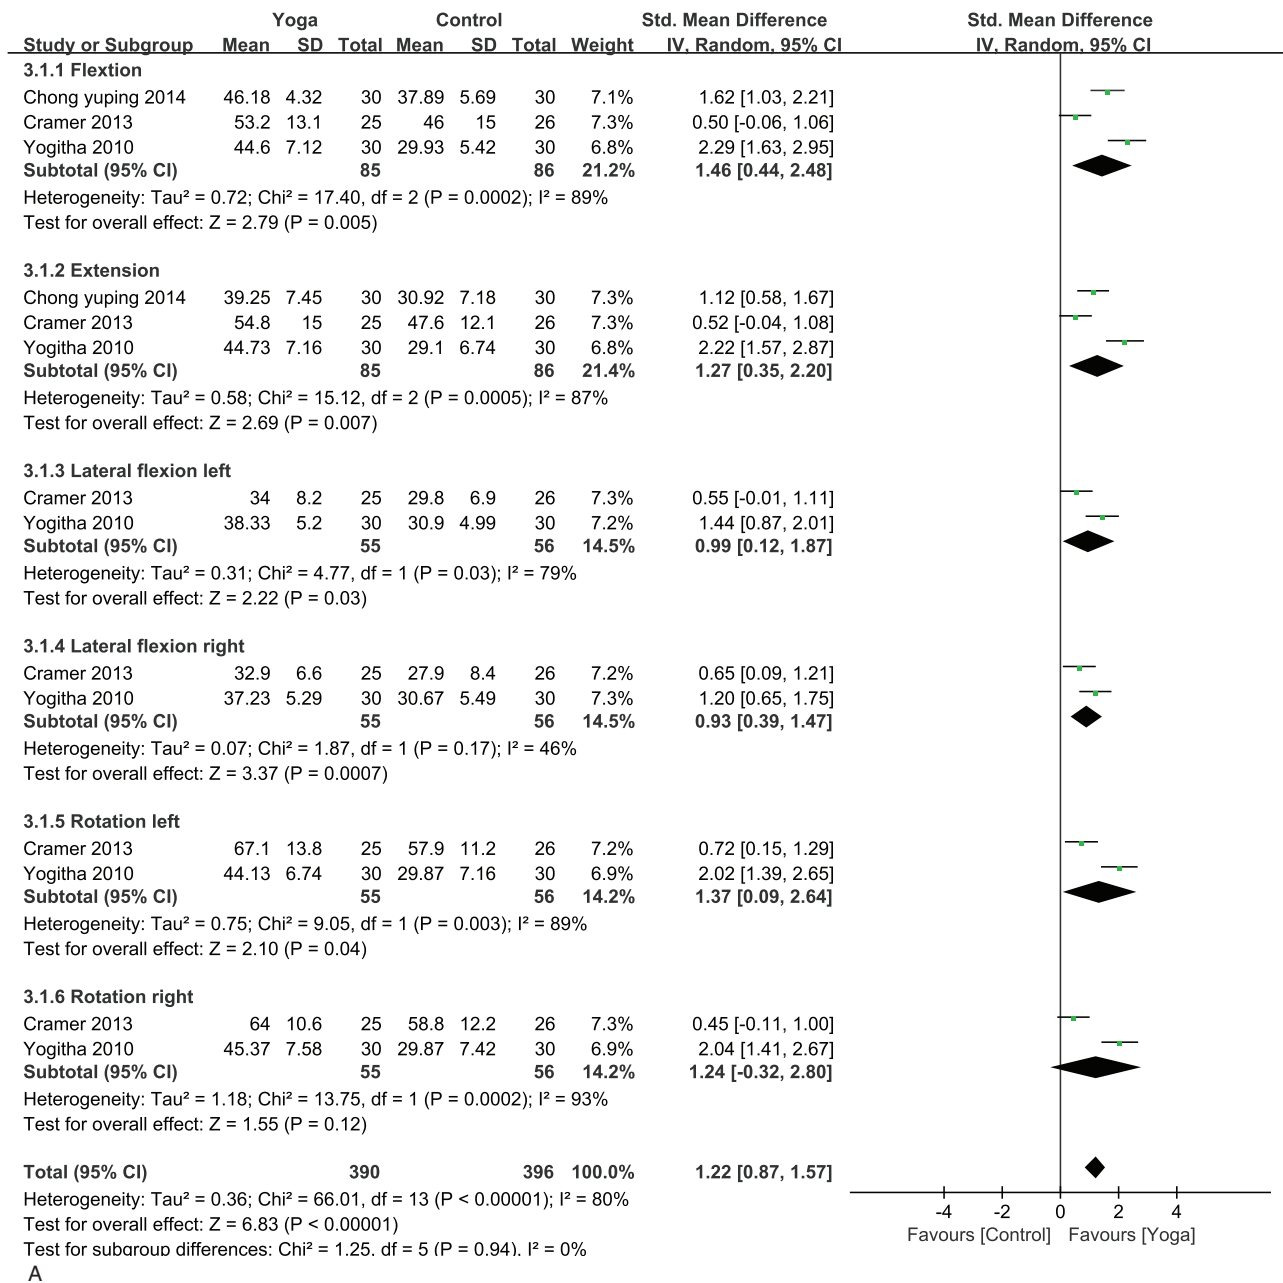 Yoga Control Std. Mean Difference Std. Mean Difference
Study or Subgroup Mean SD Total Mean SD Total Weight IV, Random, 95% CI IV, Random, 95% CI
3.1.1 Flextion
Chong yuping 2014 46.18 4.32 30 37.89 5.69 30 7.1% 1.62 [1.03, 2.21]
Cramer 2013 53.2 13.1 25 46 15 26 7.3% 0.50 [-0.06, 1.06]
Yogitha 2010 44.6 7.12 30 29.93 5.42 30 6.8% 2.29 [1.63, 2.95]
Subtotal (95% CI) 85 86 21.2% 1.46 [0.44, 2.48]
Heterogeneity: Tau² = 0.72; Chi² = 17.40, df = 2 (P = 0.0002); I² = 89%
Test for overall effect: Z = 2.79 (P = 0.005)
3.1.2 Extension
Chong yuping 2014 39.25 7.45 30 30.92 7.18 30 7.3% 1.12 [0.58, 1.67]
Cramer 2013 54.8 15 25 47.6 12.1 26 7.3% 0.52 [-0.04, 1.08]
Yogitha 2010 44.73 7.16 30 29.1 6.74 30 6.8% 2.22 [1.57, 2.87]
Subtotal (95% CI) 85 86 21.4% 1.27 [0.35, 2.20]
Heterogeneity: Tau² = 0.58; Chi² = 15.12, df = 2 (P = 0.0005); I² = 87%
Test for overall effect: Z = 2.69 (P = 0.007)
3.1.3 Lateral flexion left
Cramer 2013 34 8.2 25 29.8 6.9 26 7.3% 0.55 [-0.01, 1.11]
Yogitha 2010 38.33 5.2 30 30.9 4.99 30 7.2% 1.44 [0.87, 2.01]
Subtotal (95% CI) 55 56 14.5% 0.99 [0.12, 1.87]
Heterogeneity: Tau² = 0.31; Chi² = 4.77, df = 1 (P = 0.03); I² = 79%
Test for overall effect: Z = 2.22 (P = 0.03)
3.1.4 Lateral flexion right
Cramer 2013 32.9 6.6 25 27.9 8.4 26 7.2% 0.65 [0.09, 1.21]
Yogitha 2010 37.23 5.29 30 30.67 5.49 30 7.3% 1.20 [0.65, 1.75]
Subtotal (95% CI) 55 56 14.5% 0.93 [0.39, 1.47]
Heterogeneity: Tau² = 0.07; Chi² = 1.87, df = 1 (P = 0.17); I² = 46%
Test for overall effect: Z = 3.37 (P = 0.0007)
3.1.5 Rotation left
Cramer 2013 67.1 13.8 25 57.9 11.2 26 7.2% 0.72 [0.15, 1.29]
Yogitha 2010 44.13 6.74 30 29.87 7.16 30 6.9% 2.02 [1.39, 2.65]
Subtotal (95% CI) 55 56 14.2% 1.37 [0.09, 2.64]
Heterogeneity: Tau² = 0.75; Chi² = 9.05, df = 1 (P = 0.003); I² = 89%
Test for overall effect: Z = 2.10 (P = 0.04)
3.1.6 Rotation right
Cramer 2013 64 10.6 25 58.8 12.2 26 7.3% 0.45 [-0.11, 1.00]
Yogitha 2010 45.37 7.58 30 29.87 7.42 30 6.9% 2.04 [1.41, 2.67]
Subtotal (95% CI) 55 56 14.2% 1.24 [-0.32, 2.80]
Heterogeneity: Tau² = 1.18; Chi² = 13.75, df = 1 (P = 0.0002); I² = 93%
Test for overall effect: Z = 1.55 (P = 0.12)
Total (95% CI) 390 396 100.0% 1.22 [0.87, 1.57]
Heterogeneity: Tau² = 0.36; Chi² = 66.01, df = 13 (P < 0.00001); I² = 80%
Test for overall effect: Z = 6.83 (P < 0.00001)
Test for subgroup differences: Chi² = 1.25, df = 5 (P = 0.94), I² = 0%
-4 -2 0 2 4
Favours [Control] Favours [Yoga]
A